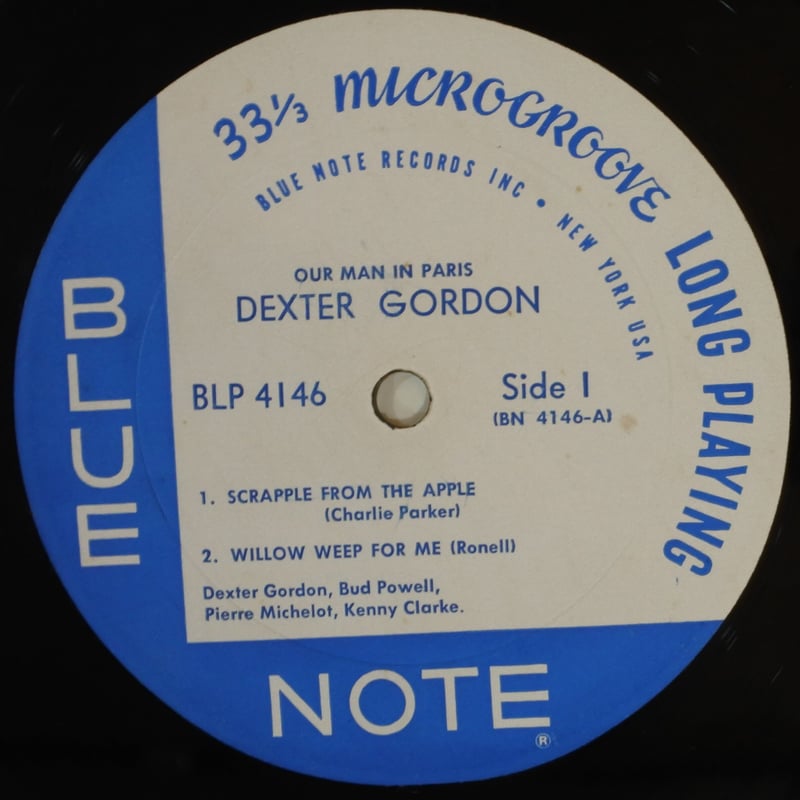 33⅓ MICROGROOVE LONG PLAYING
BLUE NOTE RECORDS INC • NEW YORK USA
OUR MAN IN PARIS
DEXTER GORDON
BLP 4146
Side 1
(BN 4146-A)
1. SCRAPPLE FROM THE APPLE
(Charlie Parker)
2. WILLOW WEEP FOR ME (Ronell)
Dexter Gordon, Bud Powell,
Pierre Michelot, Kenny Clarke.
BLUE
NOTE
®